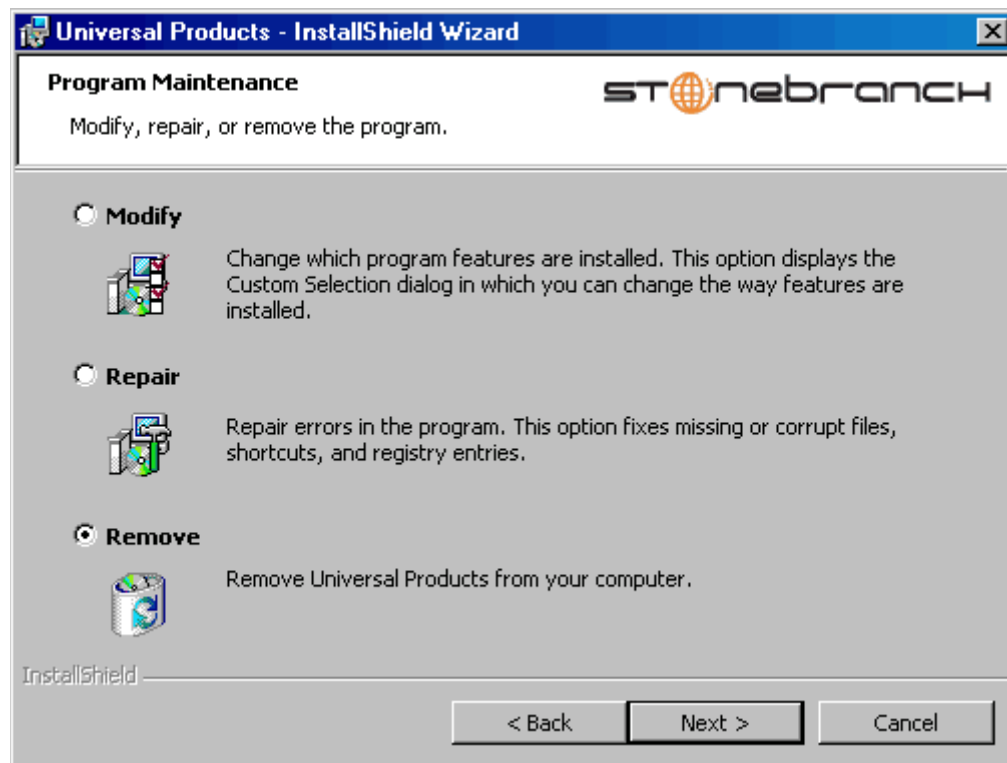 Universal Products - InstallShield Wizard
Program Maintenance
Modify, repair, or remove the program.
stonebranch
Modify
Change which program features are installed. This option displays the
Custom Selection dialog in which you can change the way features are
installed.
Repair
Repair errors in the program. This option fixes missing or corrupt files,
shortcuts, and registry entries.
Remove
Remove Universal Products from your computer.
InstallShield
< Back
Next >
Cancel